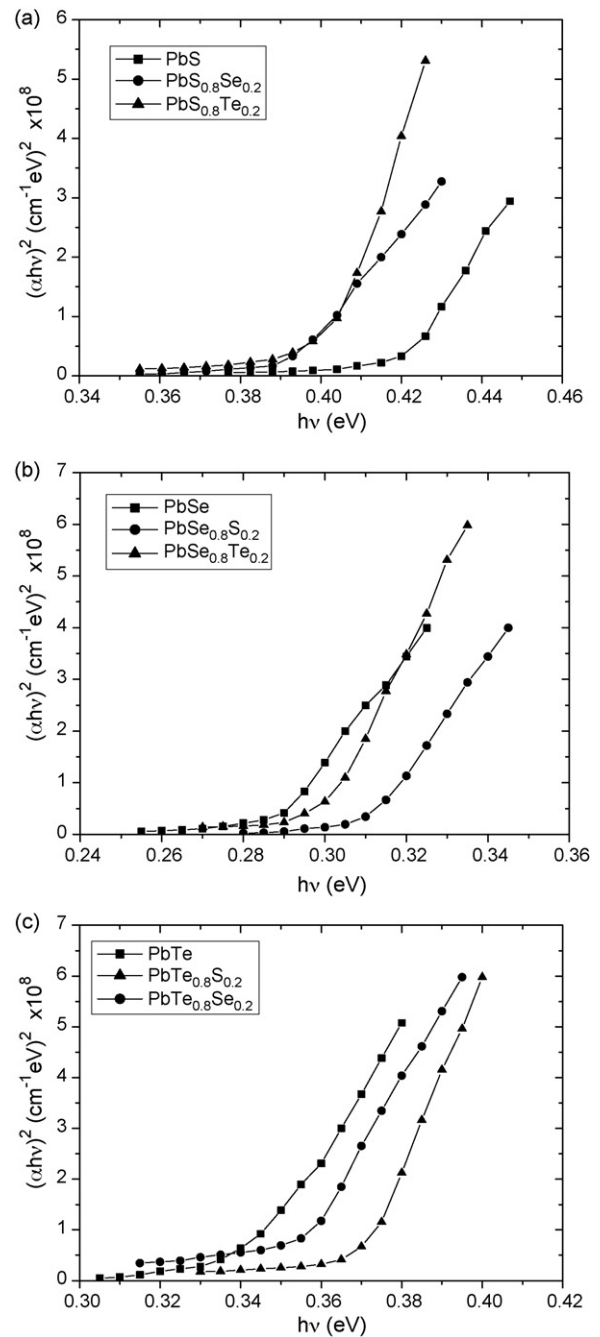 (a)
6
5
4
3
2
1
0
PbS
PbS0.8Se0.2
PbS0.8Te0.2
(αhν)2 (cm-1eV)2 x108
0.34 0.36 0.38 0.40 0.42 0.44 0.46
hν (eV)
(b)
7
6
5
4
3
2
1
0
PbSe
PbSe0.8S0.2
PbSe0.8Te0.2
(αhν)2 (cm-1eV)2 x108
0.24 0.26 0.28 0.30 0.32 0.34 0.36
hν (eV)
(c)
7
6
5
4
3
2
1
0
PbTe
PbTe0.8S0.2
PbTe0.8Se0.2
(αhν)2 (cm-1eV)2 x108
0.30 0.32 0.34 0.36 0.38 0.40 0.42
hν (eV)